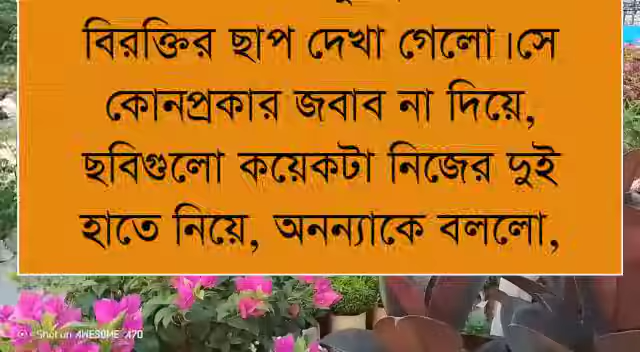 বিরক্তির ছাপ দেখা গেলো।সে
কোনপ্রকার জবাব না দিয়ে,
ছবিগুলো কয়েকটা নিজের দুই
হাতে নিয়ে, অনন্যাকে বললো,
Shot on AWESOME A70